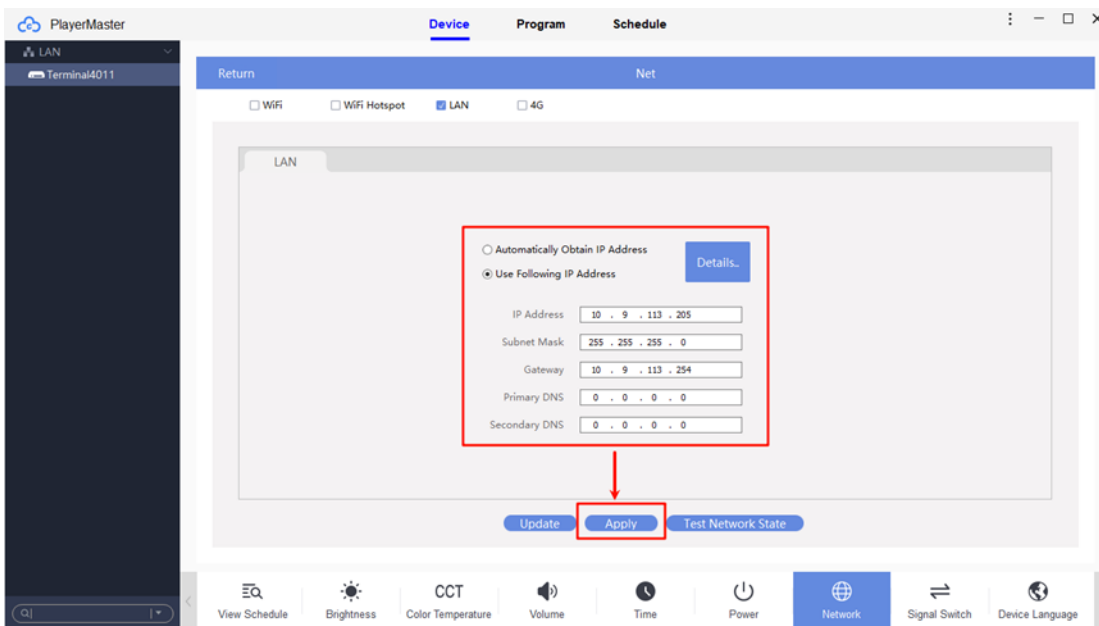 PlayerMaster
Device Program Schedule
LAN
Terminal4011
Return Net
WiFi WiFi Hotspot LAN 4G
LAN
Automatically Obtain IP Address
Details..
Use Following IP Address
IP Address 10 . 9 . 113 . 205
Subnet Mask 255 . 255 . 255 . 0
Gateway 10 . 9 . 113 . 254
Primary DNS 0 . 0 . 0 . 0
Secondary DNS 0 . 0 . 0 . 0
Update Apply Test Network State
CCT
View Schedule Brightness Color Temperature Volume Time Power Network Signal Switch Device Language